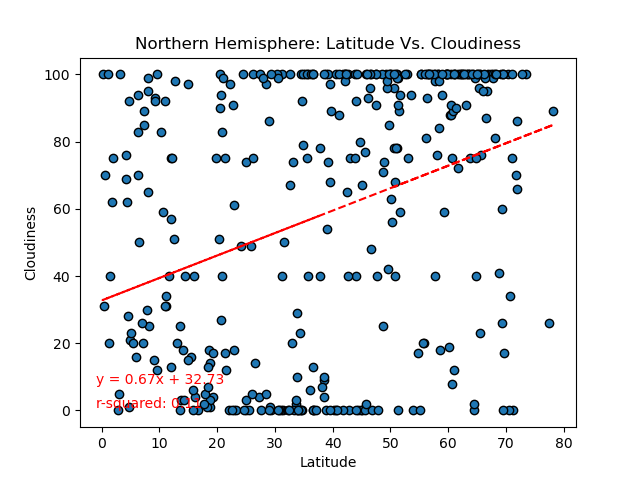 Northern Hemisphere: Latitude Vs. Cloudiness
100
80
60
40
20
0
Cloudiness
y = 0.67x + 32.73
r-squared:
0 10 20 30 40 50 60 70 80
Latitude